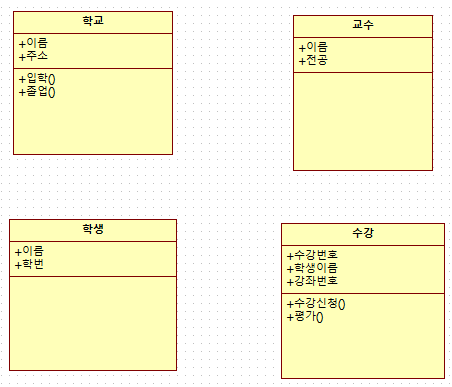 학교
+이름
+주소
+입학()
+졸업()
교수
+이름
+전공
학생
+이름
+학번
수강
+수강번호
+학생이름
+강좌번호
+수강신청()
+평가()